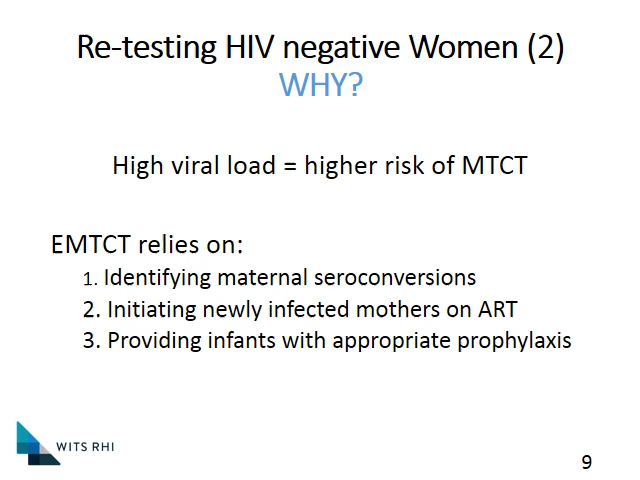 Re-testing HIV negative Women (2)
WHY?
High viral load = higher risk of MTCT
EMTCT relies on:
1. Identifying maternal seroconversions
2. Initiating newly infected mothers on ART
3. Providing infants with appropriate prophylaxis
WITS RHI
9